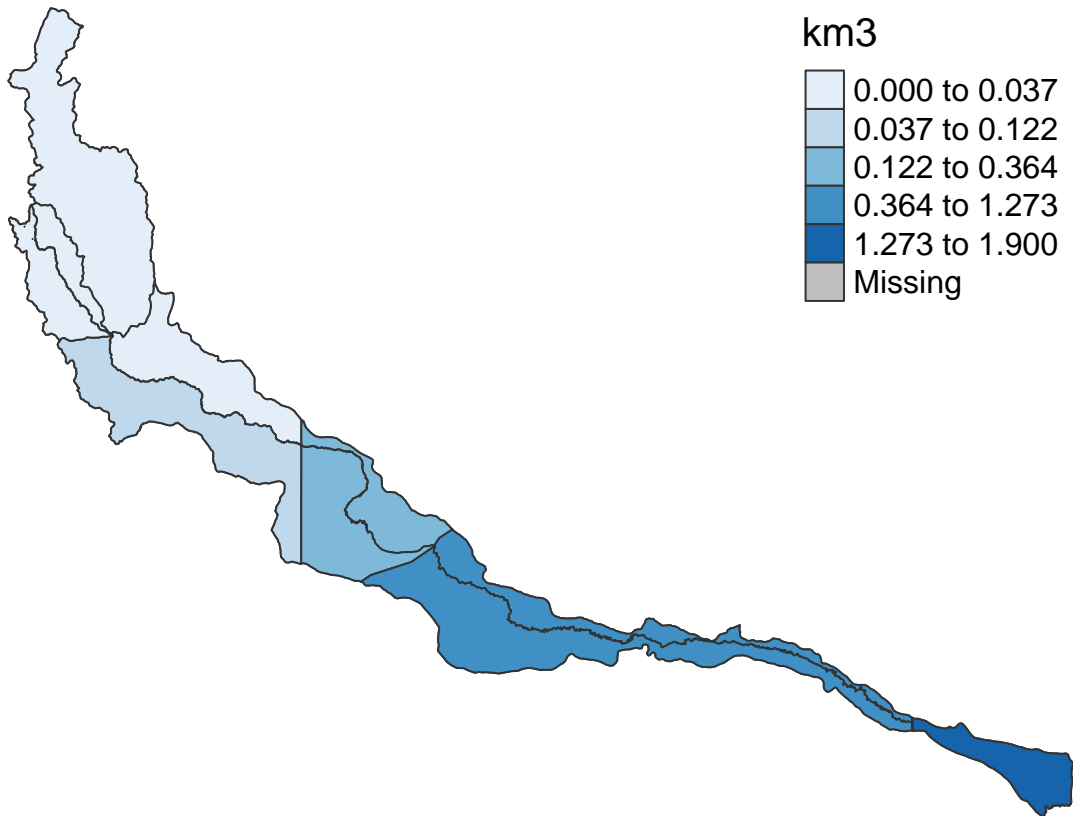 km3
0.000 to 0.037
0.037 to 0.122
0.122 to 0.364
0.364 to 1.273
1.273 to 1.900
Missing